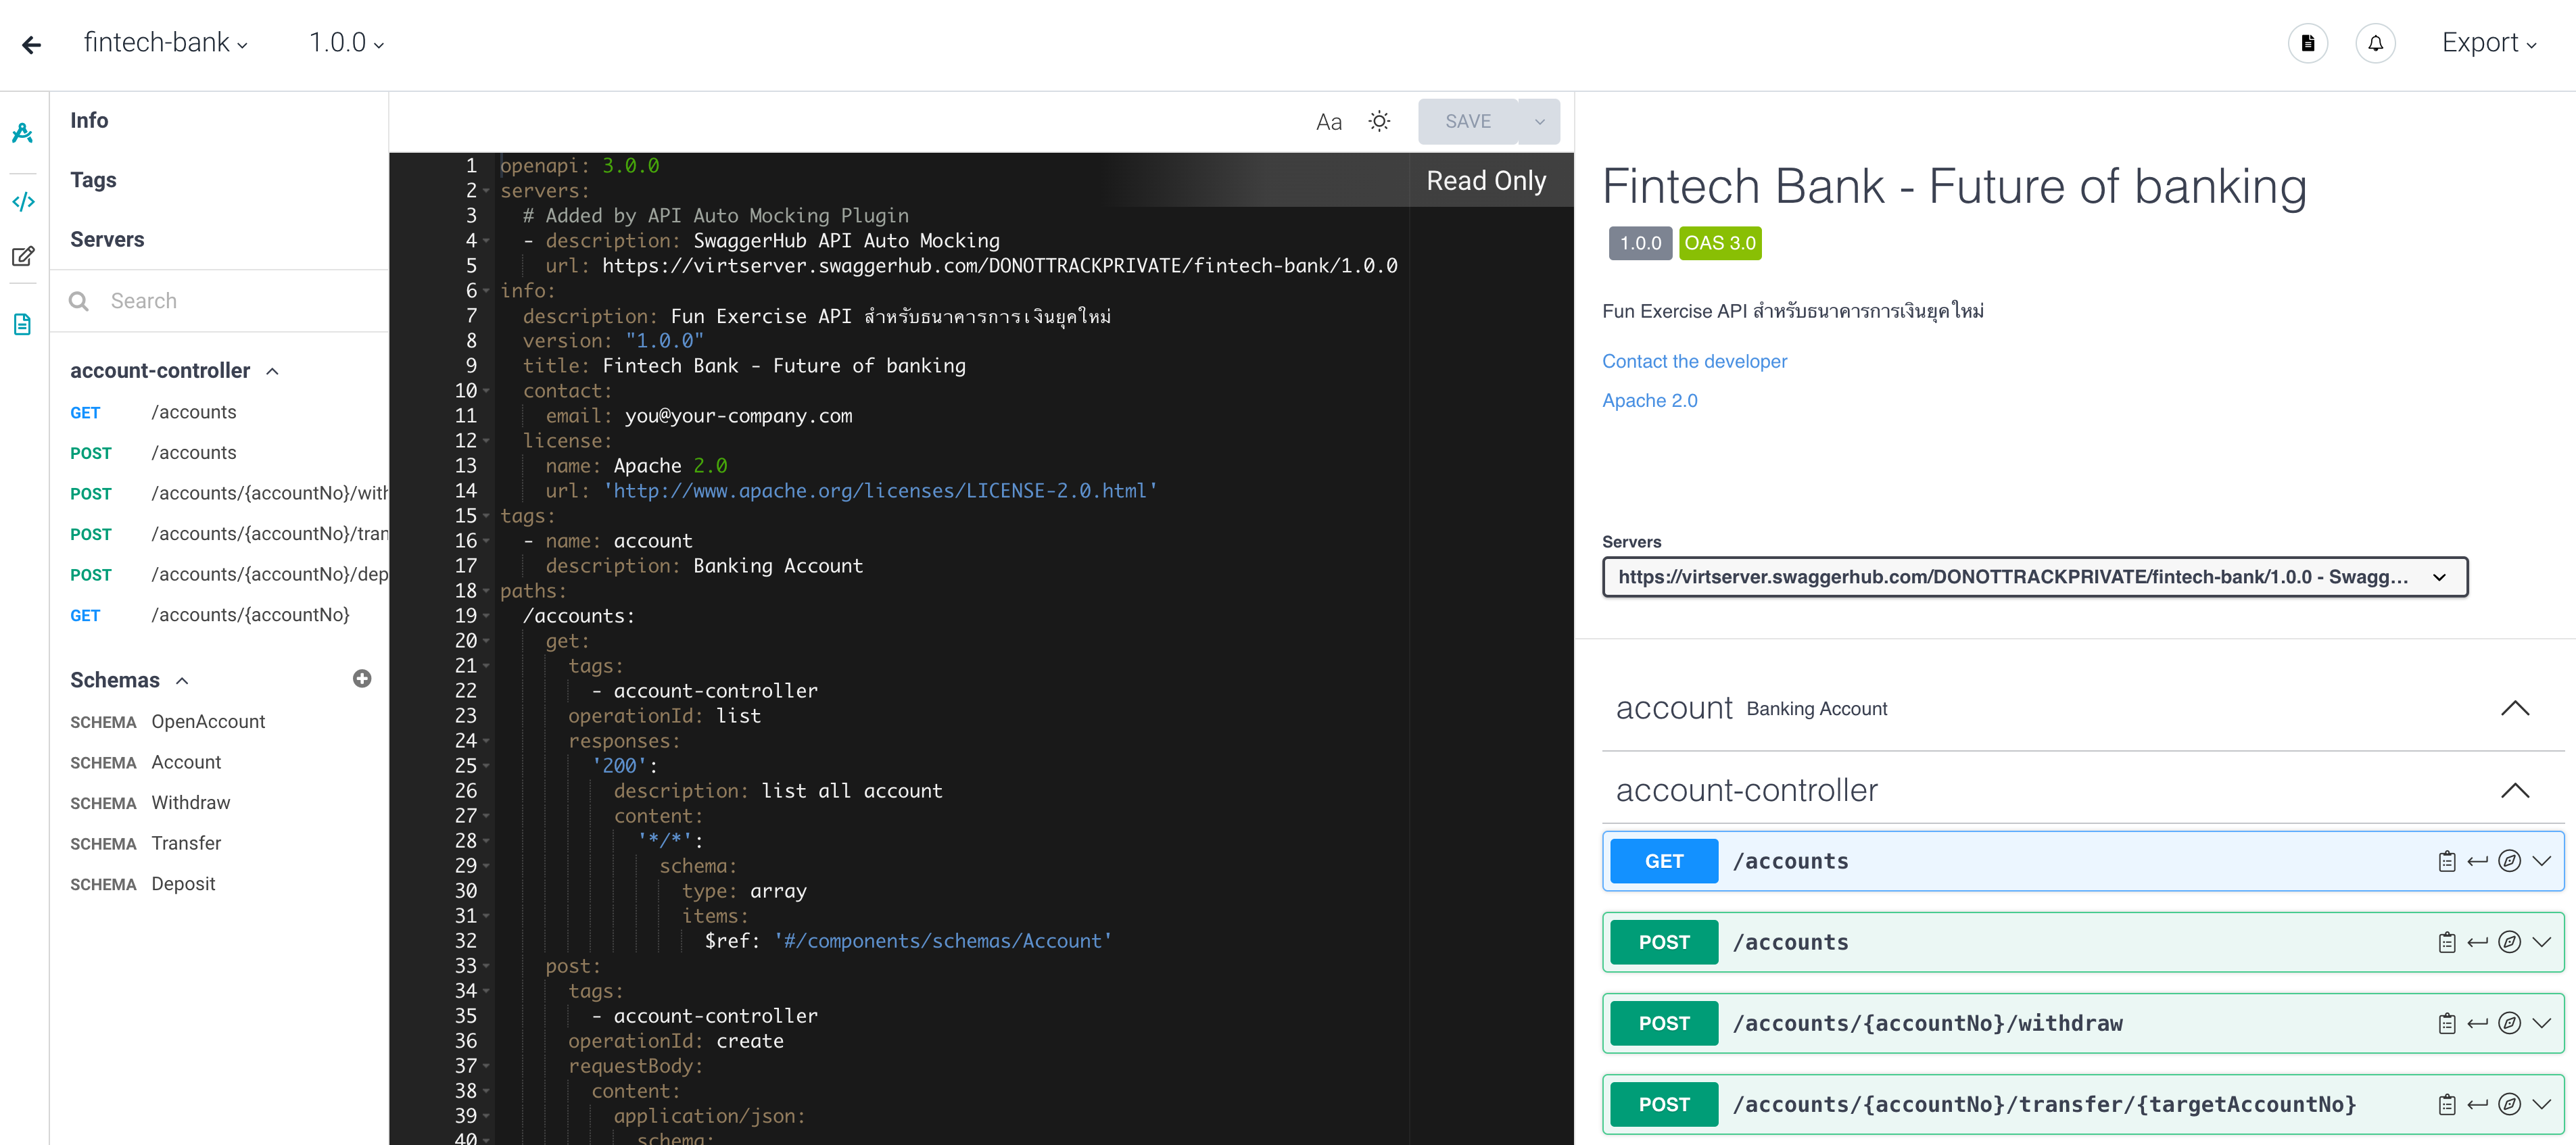 fintech-bank
1.0.0
Export
Info
Tags
Servers
Search
account-controller
GET /accounts
POST /accounts
POST /accounts/{accountNo}/with
POST /accounts/{accountNo}/tran
POST /accounts/{accountNo}/dep
GET /accounts/{accountNo}
Schemas
SCHEMA OpenAccount
SCHEMA Account
SCHEMA Withdraw
SCHEMA Transfer
SCHEMA Deposit
Aa
SAVE
Read Only
1 openapi: 3.0.0
2 servers:
3 # Added by API Auto Mocking Plugin
4 - description: SwaggerHub API Auto Mocking
5 url: https://virtserver.swaggerhub.com/DONOTTRACKPRIVATE/fintech-bank/1.0.0
6 info:
7 description: Fun Exercise API สำหรับธนาคารการเงินยุคใหม่
8 version: "1.0.0"
9 title: Fintech Bank - Future of banking
10 contact:
11 email: you@your-company.com
12 license:
13 name: Apache 2.0
14 url: 'http://www.apache.org/licenses/LICENSE-2.0.html'
15 tags:
16 - name: account
17 description: Banking Account
18 paths:
19 /accounts:
20 get:
21 tags:
22 - account-controller
23 operationId: list
24 responses:
25 '200':
26 description: list all account
27 content:
28 '*/*':
29 schema:
30 type: array
31 items:
32 $ref: '#/components/schemas/Account'
33 post:
34 tags:
35 - account-controller
36 operationId: create
37 requestBody:
38 content:
39 application/json:
40 schema:
Fintech Bank - Future of banking
1.0.0 OAS 3.0
Fun Exercise API สำหรับธนาคารการเงินยุคใหม่
Contact the developer
Apache 2.0
Servers
https://virtserver.swaggerhub.com/DONOTTRACKPRIVATE/fintech-bank/1.0.0 - Swagg...
account Banking Account
account-controller
GET /accounts
POST /accounts
POST /accounts/{accountNo}/withdraw
POST /accounts/{accountNo}/transfer/{targetAccountNo}